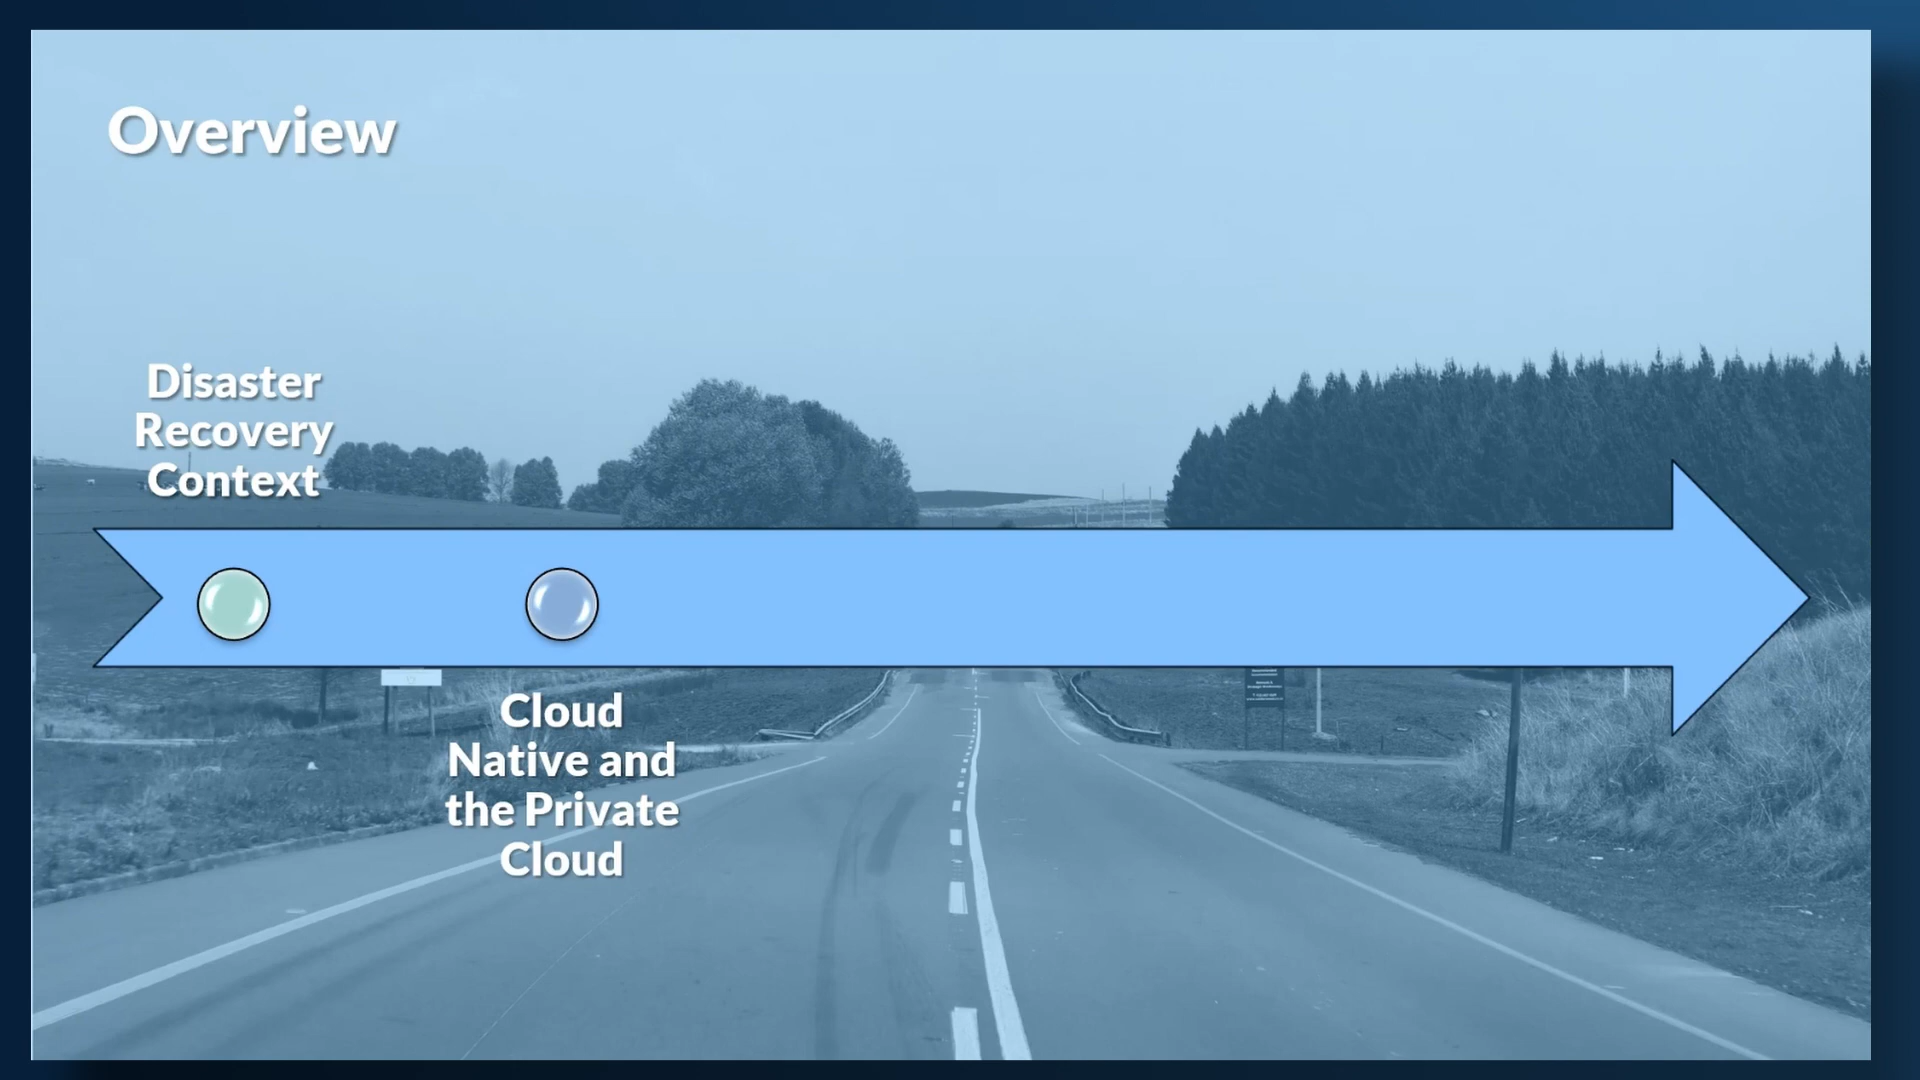 Overview
Disaster
Recovery
Context
Cloud
Native and
the Private
Cloud